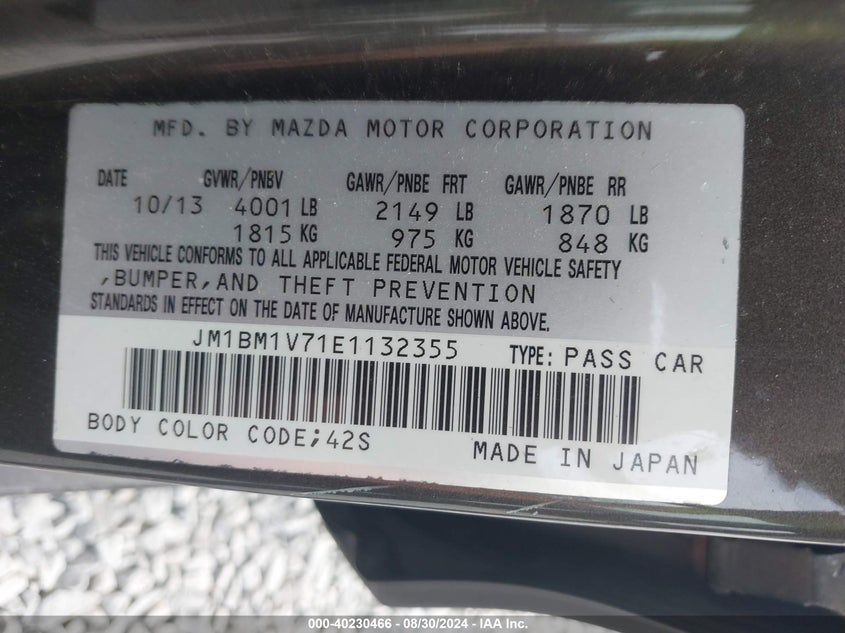 MFD. BY MAZDA MOTOR CORPORATION
DATE GVWR/PNBV GAWR/PNBE FRT GAWR/PNBE RR
10/13 4001 LB 2149 LB 1870 LB
1815 KG 975 KG 848 KG
THIS VEHICLE CONFORMS TO ALL APPLICABLE FEDERAL MOTOR VEHICLE SAFETY
,BUMPER,AND THEFT PREVENTION
STANDARDS IN EFFECT ON THE DATE OF MANUFACTURE SHOWN ABOVE.
JM1BM1V71E1132355 TYPE: PASS CAR
BODY COLOR CODE;42S MADE IN JAPAN
000-40230466 - 08/30/2024 - IAA Inc.